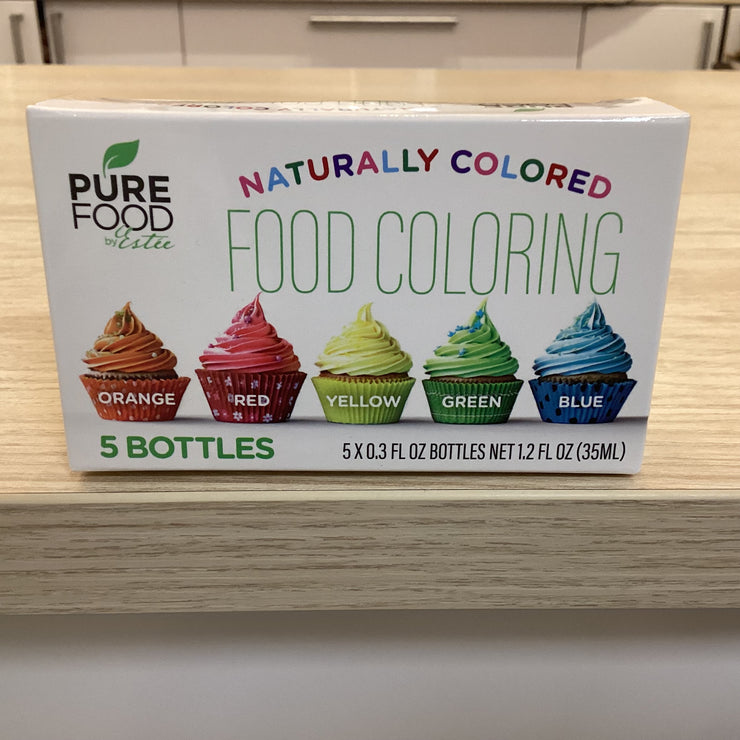 PURE
FOOD
by Estée
NATURALLY COLORED
FOOD COLORING
ORANGE
RED
YELLOW
GREEN
BLUE
5 BOTTLES
5 X 0.3 FL OZ BOTTLES NET 1.2 FL OZ (35ML)